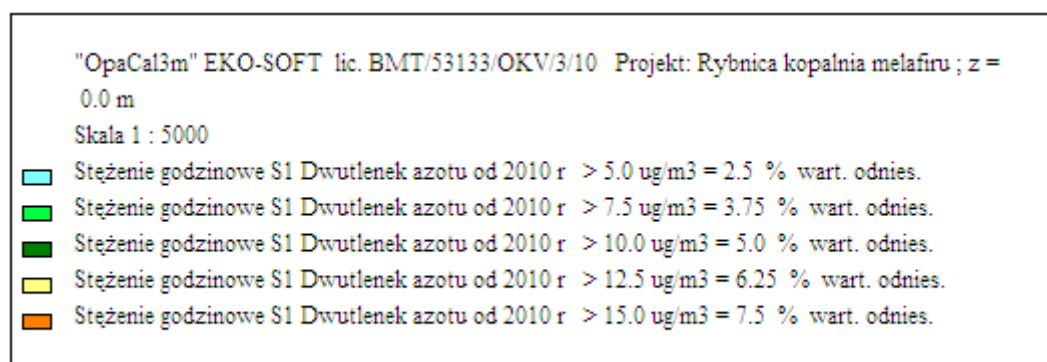 "OpaCal3m" EKO-SOFT lic. BMT/53133/OKV/3/10 Projekt: Rybnica kopalnia melafiru ; z =
0.0 m
Skala 1 : 5000
Stężenie godzinowe S1 Dwutlenek azotu od 2010 r > 5.0 ug/m3 = 2.5 % wart. odnies.
Stężenie godzinowe S1 Dwutlenek azotu od 2010 r > 7.5 ug/m3 = 3.75 % wart. odnies.
Stężenie godzinowe S1 Dwutlenek azotu od 2010 r > 10.0 ug/m3 = 5.0 % wart. odnies.
Stężenie godzinowe S1 Dwutlenek azotu od 2010 r > 12.5 ug/m3 = 6.25 % wart. odnies.
Stężenie godzinowe S1 Dwutlenek azotu od 2010 r > 15.0 ug/m3 = 7.5 % wart. odnies.